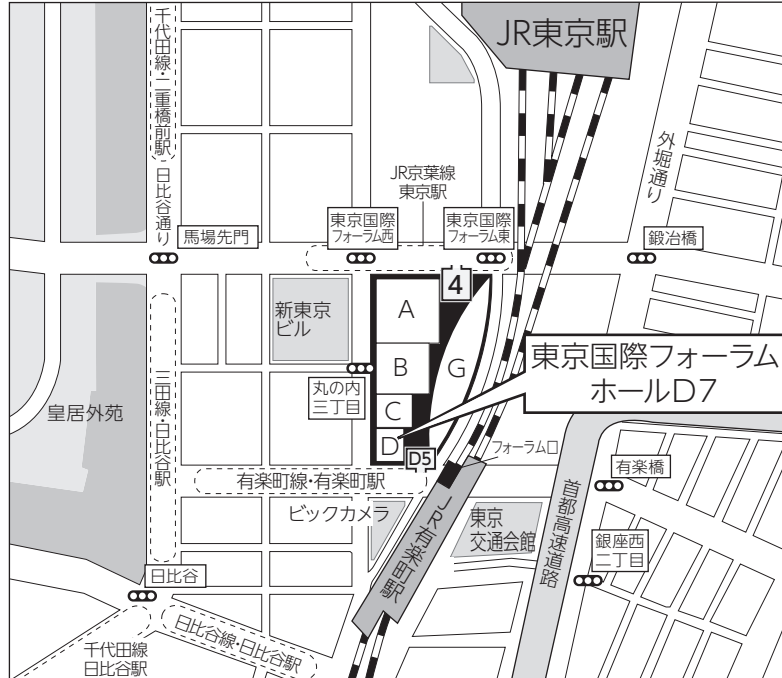 JR東京駅
千代田線・二重橋前駅
日比谷通り
外堀通り
JR京葉線
東京駅
馬場先門
東京国際
フォーラム西
東京国際
フォーラム東
鍛冶橋
4
新東京
ビル
A
B
C
D
G
東京国際フォーラム
ホールD7
丸の内
三丁目
皇居外苑
三田線・日比谷駅
D5
フォーラム口
有楽町線・有楽町駅
有楽橋
ビックカメラ
JR有楽町駅
東京
交通会館
首都高速道路
銀座西
二丁目
日比谷
日比谷線・日比谷駅
千代田線
日比谷駅